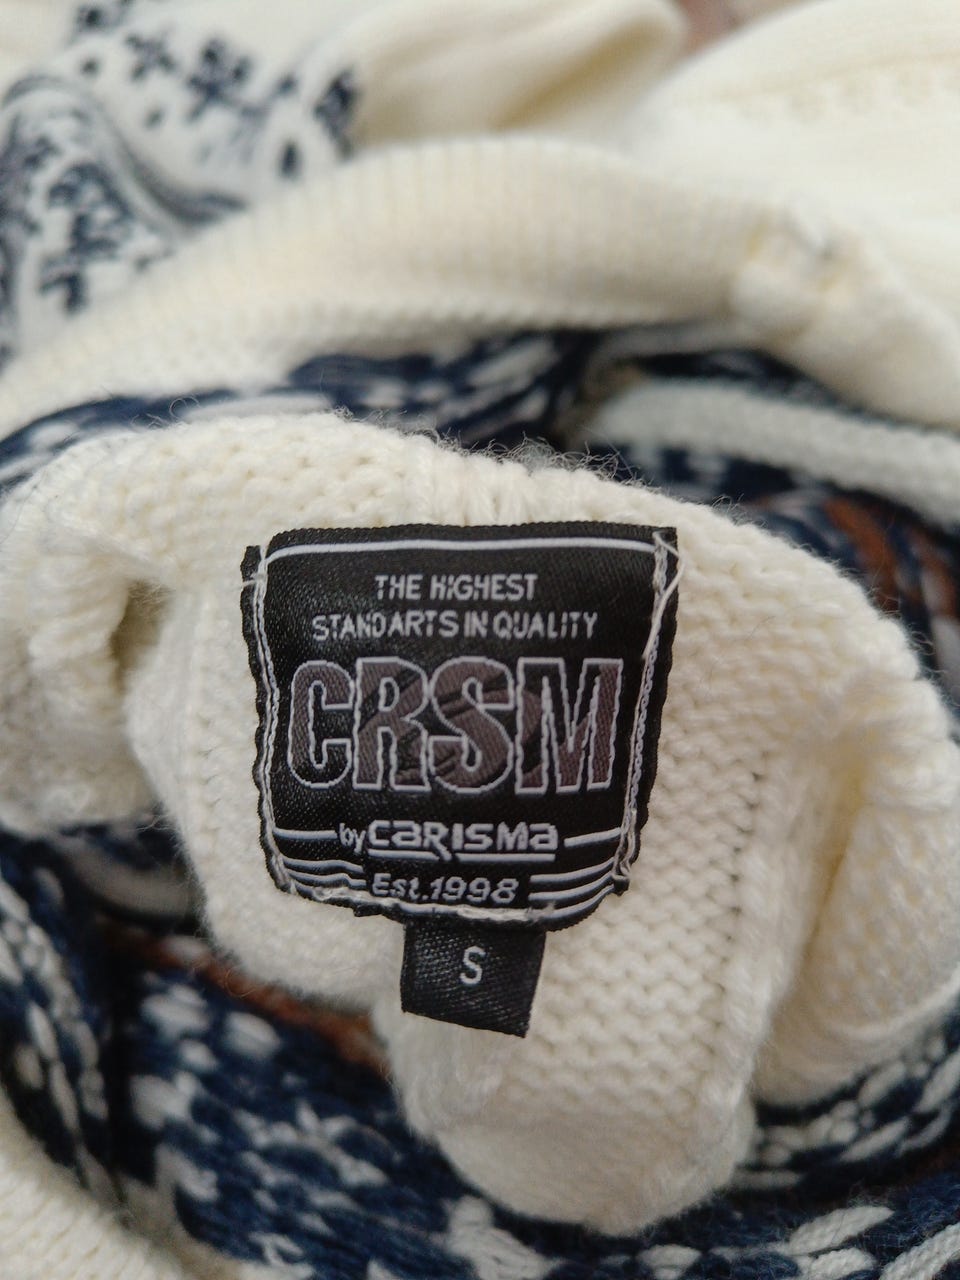 THE HIGHEST
STANDARTS IN QUALITY
CRSM
by CARISMA
Est.1998
S